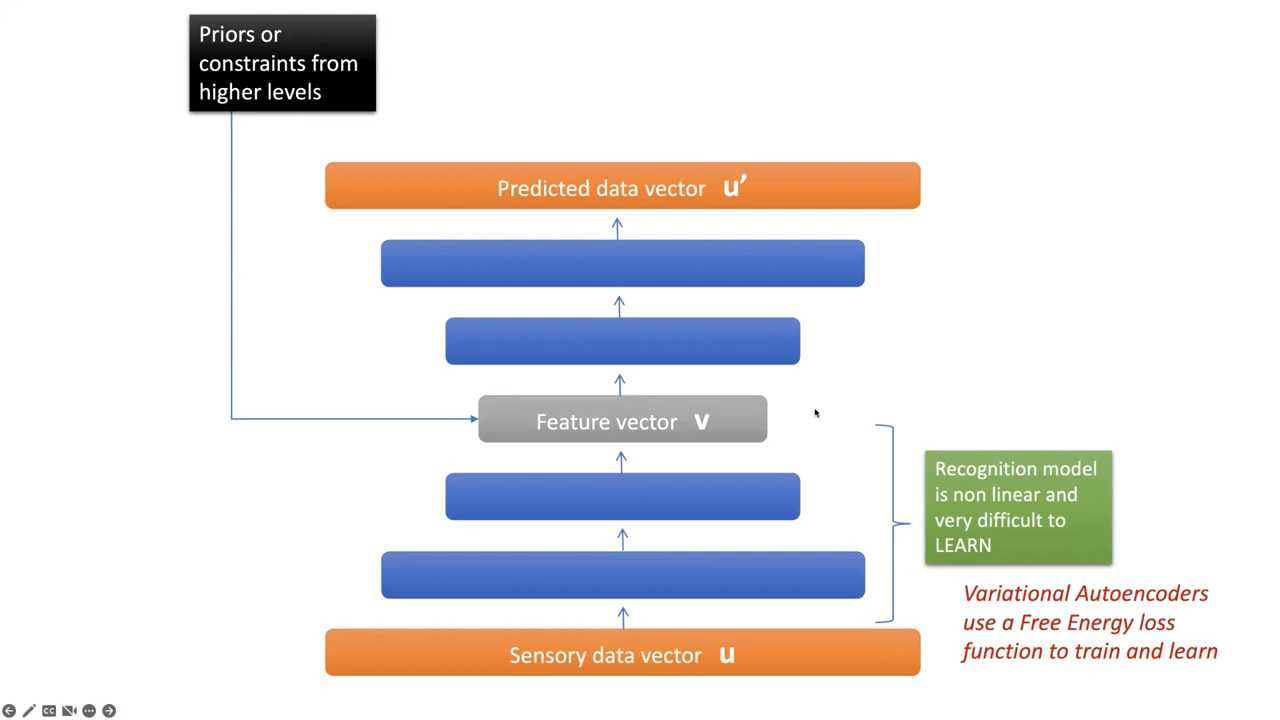 Priors or
constraints from
higher levels
Predicted data vector u’
Feature vector v
Recognition model
is non linear and
very difficult to
LEARN
Variational Autoencoders
use a Free Energy loss
function to train and learn
Sensory data vector u
CC